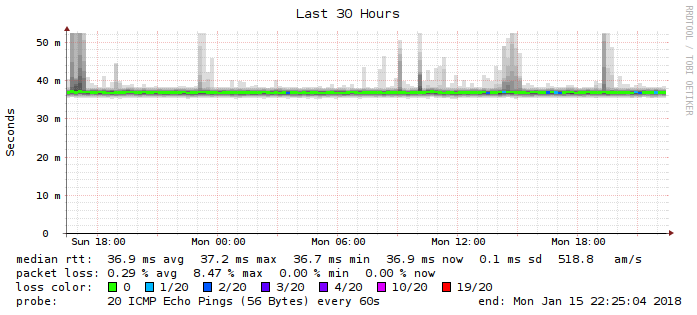 Last 30 Hours
RRDTOOL / TOBI OETIKER
Seconds
50 m
40 m
30 m
20 m
10 m
0
Sun 18:00 Mon 00:00 Mon 06:00 Mon 12:00 Mon 18:00
median rtt: 36.9 ms avg 37.2 ms max 36.7 ms min 36.9 ms now 0.1 ms sd 518.8 am/s
packet loss: 0.29 % avg 8.47 % max 0.00 % min 0.00 % now
loss color: 0 1/20 2/20 3/20 4/20 10/20 19/20
probe: 20 ICMP Echo Pings (56 Bytes) every 60s end: Mon Jan 15 22:25:04 2018